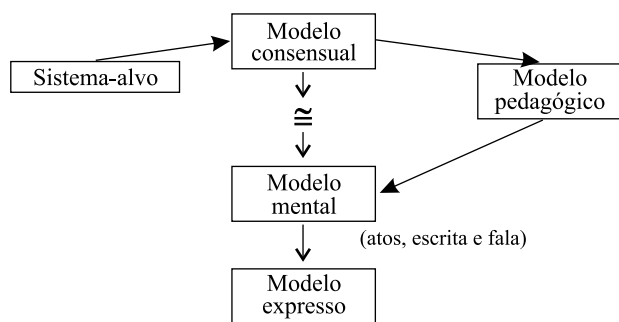 Modelo
consensual
Sistema-alvo
Modelo
pedagógico
≅
Modelo
mental
(atos, escrita e fala)
Modelo
expresso